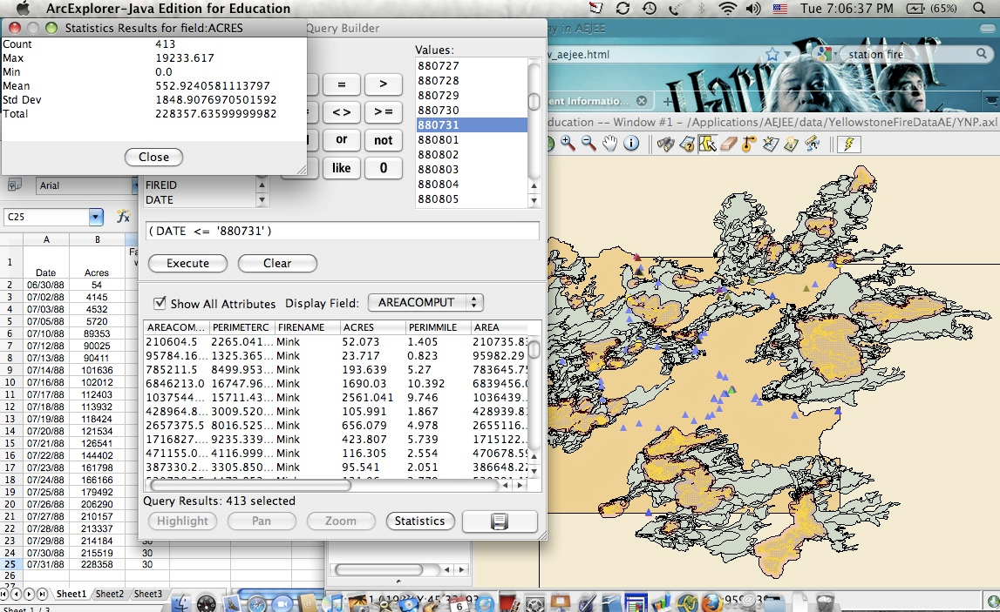 ArcExplorer-Java Edition for Education
Tue 7:06:37 PM
(65%)
Statistics Results for field:ACRES
Count 413
Max 19233.617
Min 0.0
Mean 552.9240581113797
Std Dev 1848.9076970501592
Total 228357.63599999982
Close
Query Builder
= >
<> >=
or not
like 0
FIREID
DATE
Values:
880727
880728
880729
880730
880731
880801
880802
880803
880804
880805
( DATE <= '880731' )
Execute Clear
Show All Attributes Display Field: AREACOMPUT
AREACOM... PERIMETERC FIRENAME ACRES PERIMMILE AREA
210604.5 2265.041... Mink 52.073 1.405 210735.8
95784.16... 1325.365... Mink 23.717 0.823 95982.29
785211.5 8499.953... Mink 193.639 5.27 783645.7
6846213.0 16747.96... Mink 1690.03 10.392 6839456.
1037544... 15711.43... Mink 2561.041 9.746 1036439.
428964.8... 3009.520... Mink 105.991 1.867 428939.8
2657375.5 8016.525... Mink 656.079 4.978 2655116.
1716827... 9235.339... Mink 423.807 5.739 1715122.
471155.0... 4116.999... Mink 116.305 2.554 470678.5
387330.2... 3305.850... Mink 95.541 2.051 386648.2
Query Results: 413 selected
Highlight Pan Zoom Statistics
y in AEJEE
v_aejee.html
station fire
ent Informatio...
ducation -- Window #1 - /Applications/AEJEE/data/YellowstoneFireDataAE/YNP.axl
Arial
C25
fx
A B
1 Date Acres
2 06/30/88 54
3 07/02/88 4145
4 07/03/88 4532
5 07/05/88 5720
6 07/10/88 89353
7 07/12/88 90025
8 07/13/88 90411
9 07/14/88 101636
10 07/16/88 102012
11 07/17/88 112403
12 07/18/88 113932
13 07/19/88 118424
14 07/20/88 121534
15 07/21/88 126541
16 07/22/88 144402
17 07/23/88 161798
18 07/24/88 166166
19 07/25/88 179492
20 07/26/88 206290
21 07/27/88 210157
22 07/28/88 213337
23 07/29/88 214184 30
24 07/30/88 215519 30
25 07/31/88 228358 30
26
27
Sheet1 Sheet2 Sheet3
Sheet 1 / 3